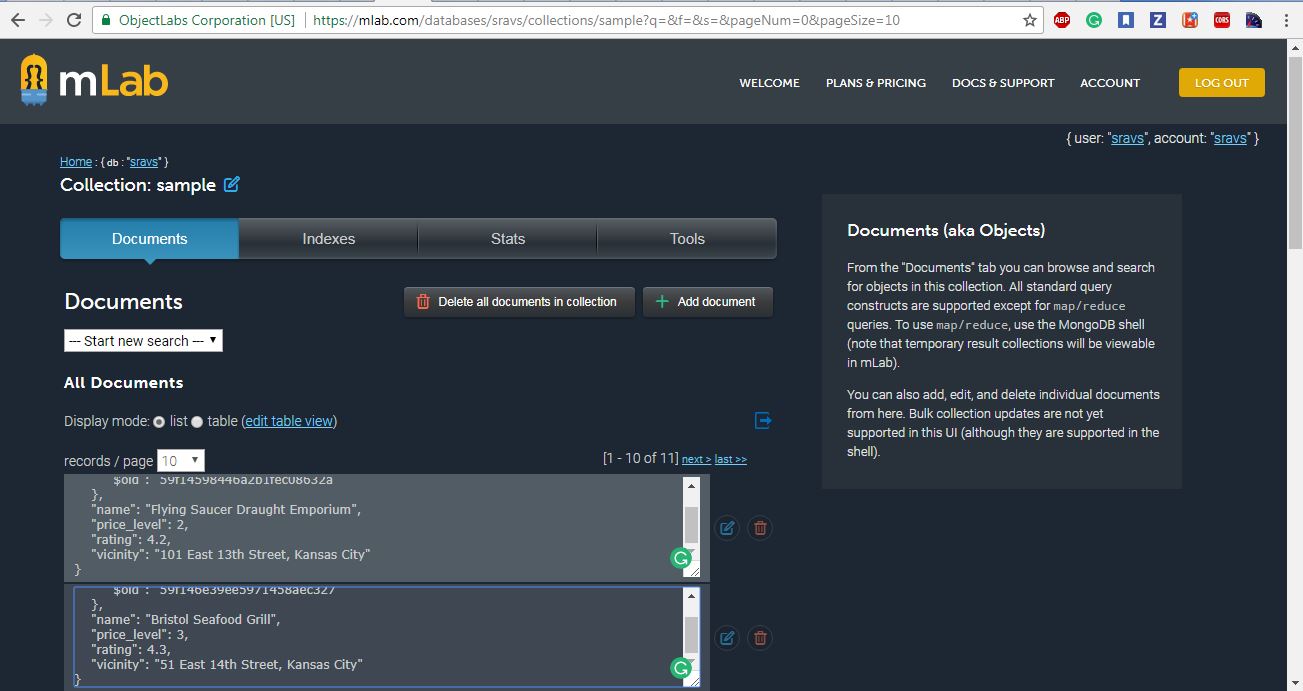 ObjectLabs Corporation [US] https://mlab.com/databases/sravs/collections/sample?q=&f=&s=&pageNum=0&pageSize=10
ABP
G
Z
CORS
mLab
WELCOME PLANS & PRICING DOCS & SUPPORT ACCOUNT LOG OUT
{ user: "sravs", account: "sravs" }
Home : { db : "sravs" }
Collection: sample
Documents Indexes Stats Tools
Documents
Delete all documents in collection
Add document
--- Start new search ---
All Documents
Display mode: list table (edit table view)
records / page 10
[1 - 10 of 11] next > last >>
},
"name": "Flying Saucer Draught Emporium",
"price_level": 2,
"rating": 4.2,
"vicinity": "101 East 13th Street, Kansas City"
}
},
"name": "Bristol Seafood Grill",
"price_level": 3,
"rating": 4.3,
"vicinity": "51 East 14th Street, Kansas City"
}
Documents (aka Objects)
From the "Documents" tab you can browse and search
for objects in this collection. All standard query
constructs are supported except for map/reduce
queries. To use map/reduce, use the MongoDB shell
(note that temporary result collections will be viewable
in mLab).
You can also add, edit, and delete individual documents
from here. Bulk collection updates are not yet
supported in this UI (although they are supported in the
shell).